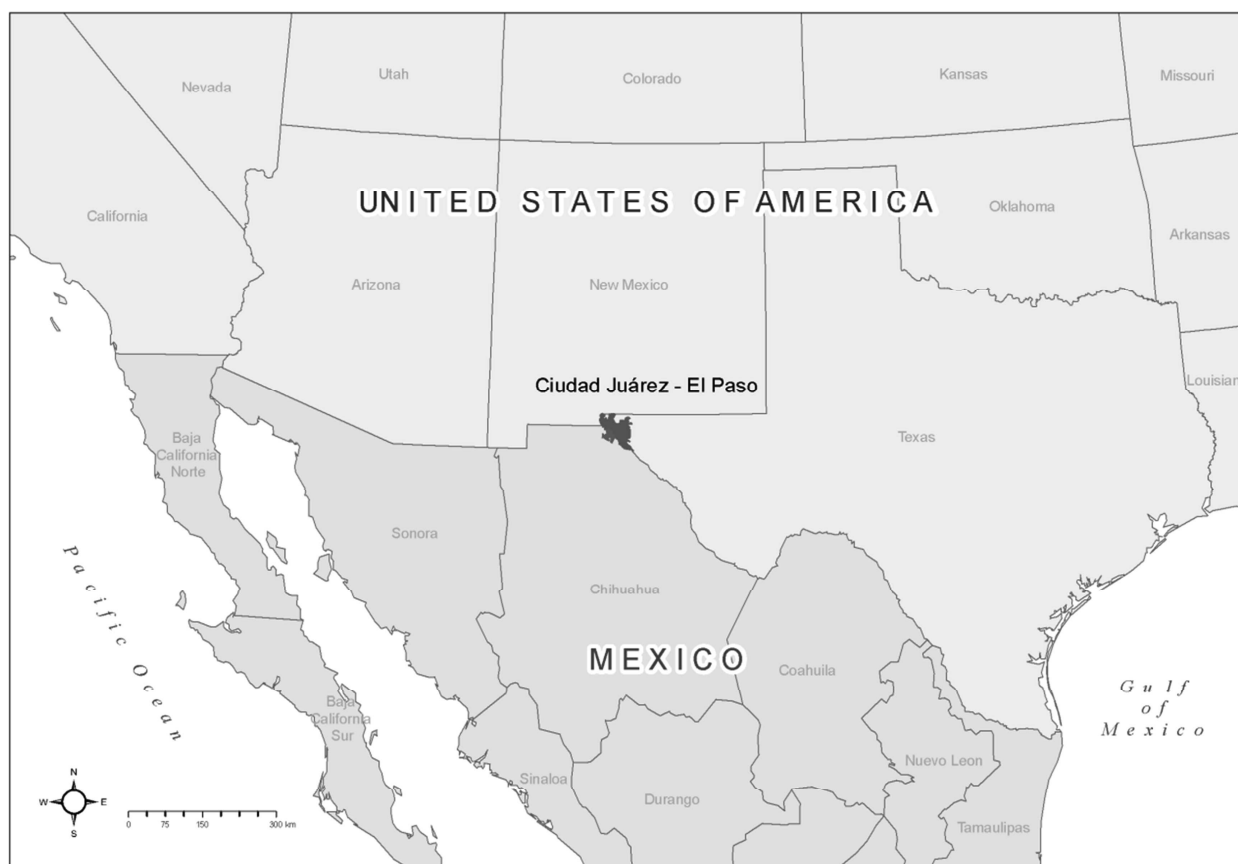 Nevada
Utah
Colorado
Kansas
Missouri
UNITED STATES OF AMERICA
California
Oklahoma
Arkansas
Arizona
New Mexico
Ciudad Juárez - El Paso
Louisian
Texas
Baja
California
Norte
Sonora
Pacific Ocean
Chihuahua
MEXICO
Coahuila
Gulf
of
Mexico
Baja
California
Sur
Nuevo Leon
Sinaloa
Durango
Tamaulipas
N
W E
S
0 75 150 300 km